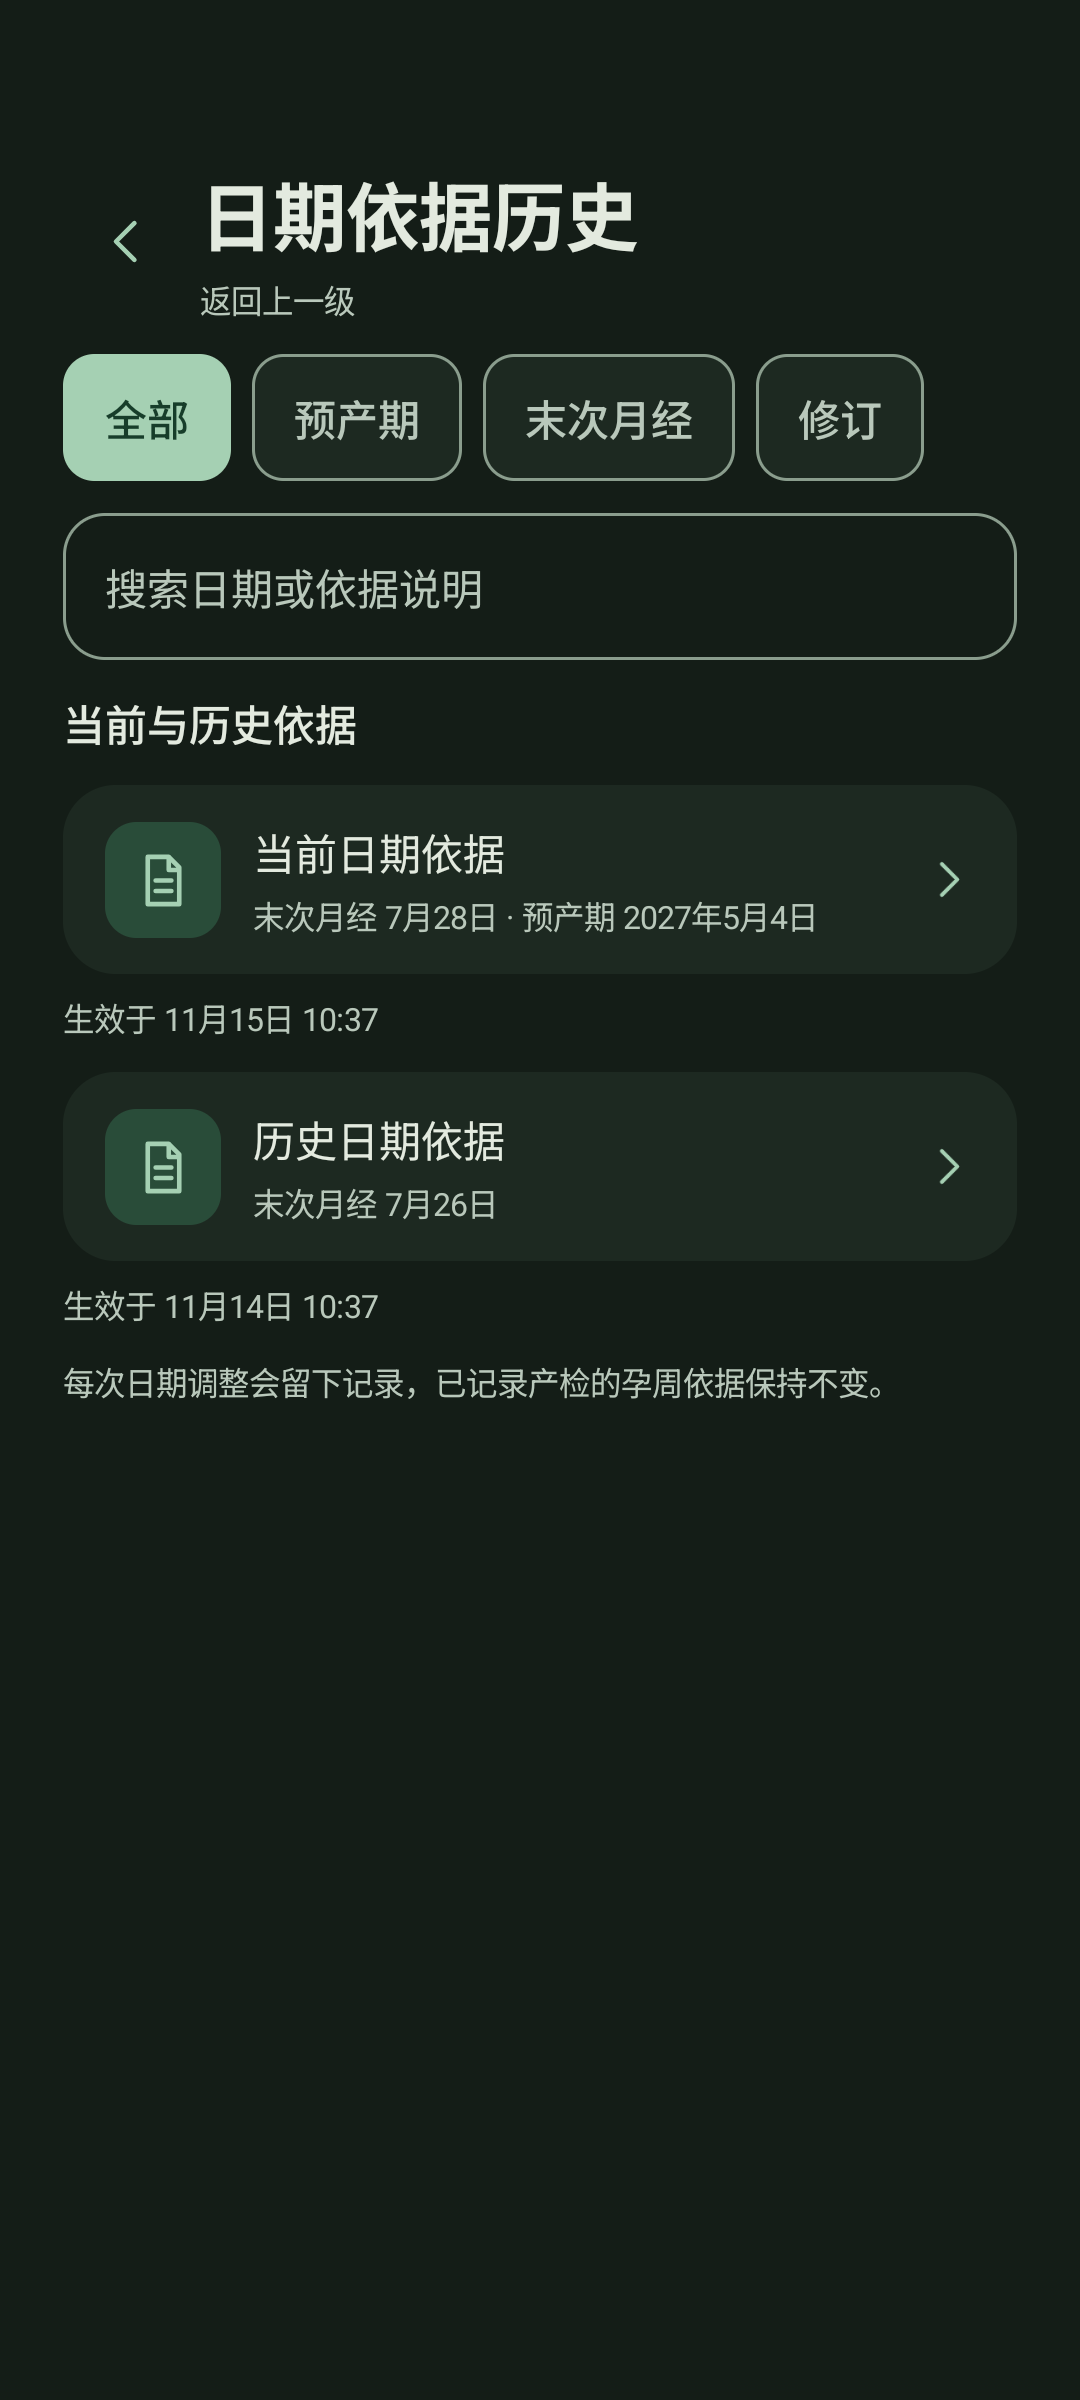 日期依据历史
返回上一级
全部 预产期 末次月经 修订
搜索日期或依据说明
当前与历史依据
当前日期依据
末次月经 7月28日 · 预产期 2027年5月4日
生效于 11月15日 10:37
历史日期依据
末次月经 7月26日
生效于 11月14日 10:37
每次日期调整会留下记录，已记录产检的孕周依据保持不变。